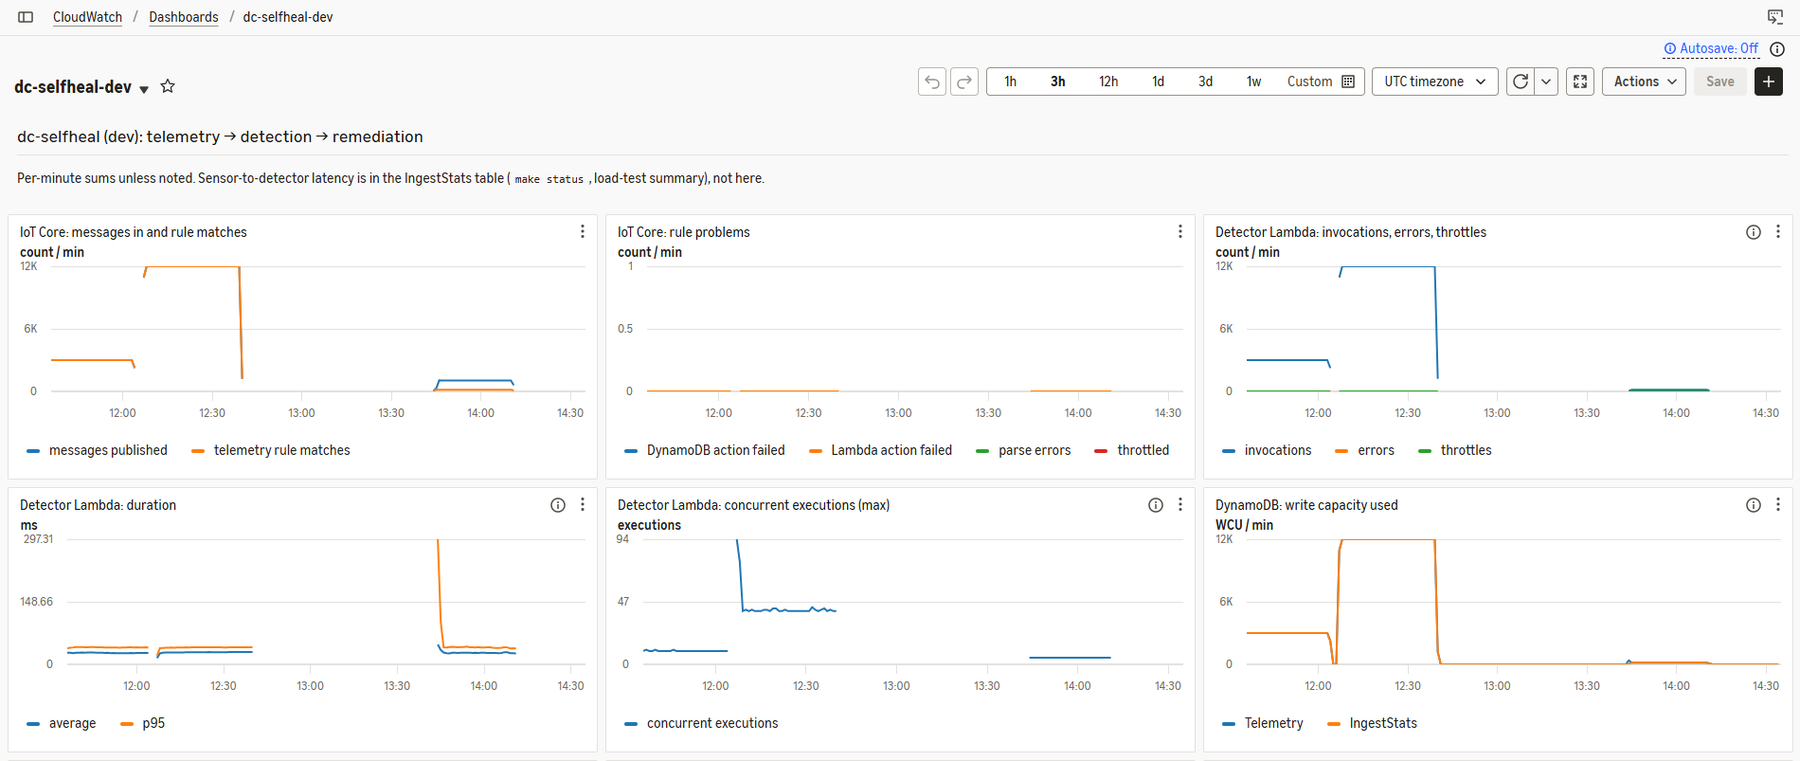 CloudWatch / Dashboards / dc-selfheal-dev
Autosave: Off
dc-selfheal-dev
1h 3h 12h 1d 3d 1w Custom UTC timezone Actions Save
dc-selfheal (dev): telemetry → detection → remediation
Per-minute sums unless noted. Sensor-to-detector latency is in the IngestStats table ( make status , load-test summary), not here.
IoT Core: messages in and rule matches
count / min
12K
6K
0
12:00 12:30 13:00 13:30 14:00 14:30
messages published telemetry rule matches
IoT Core: rule problems
count / min
1
0.5
0
12:00 12:30 13:00 13:30 14:00 14:30
DynamoDB action failed Lambda action failed parse errors throttled
Detector Lambda: invocations, errors, throttles
count / min
12K
6K
0
12:00 12:30 13:00 13:30 14:00 14:30
invocations errors throttles
Detector Lambda: duration
ms
297.31
148.66
0
12:00 12:30 13:00 13:30 14:00 14:30
average p95
Detector Lambda: concurrent executions (max)
executions
94
47
0
12:00 12:30 13:00 13:30 14:00 14:30
concurrent executions
DynamoDB: write capacity used
WCU / min
12K
6K
0
12:00 12:30 13:00 13:30 14:00 14:30
Telemetry IngestStats